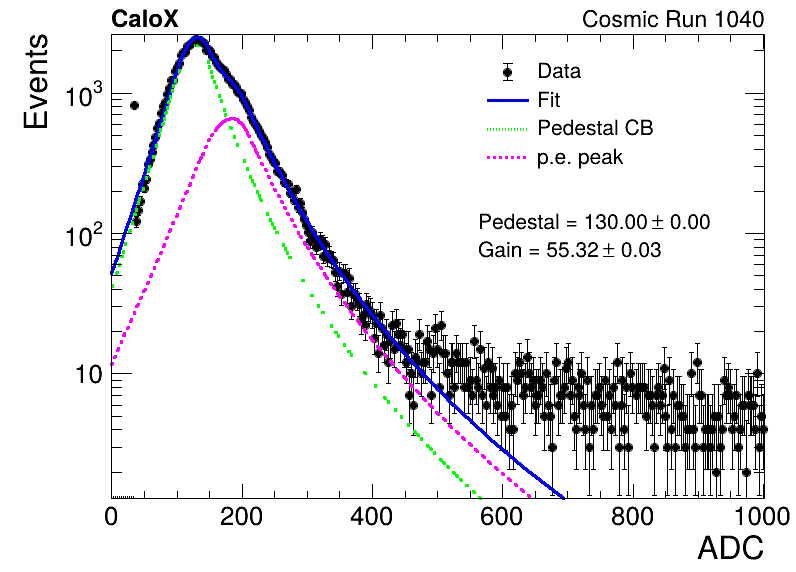 CaloX
Cosmic Run 1040
Events
Data
Fit
Pedestal CB
p.e. peak
Pedestal = 130.00 ± 0.00
Gain = 55.32 ± 0.03
10³
10²
10
0 200 400 600 800 1000
ADC